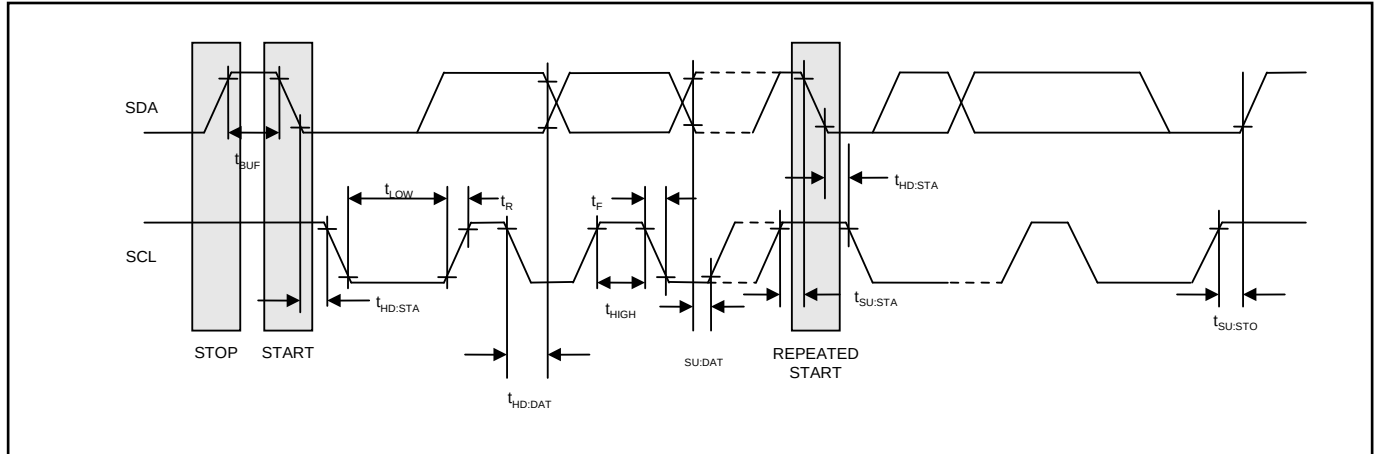 SDA
tBUF
tLOW
tR
tF
tHD:STA
SCL
tHD:STA
tHIGH
tSU:STA
tSU:STO
STOP
START
SU:DAT
REPEATED
START
tHD:DAT